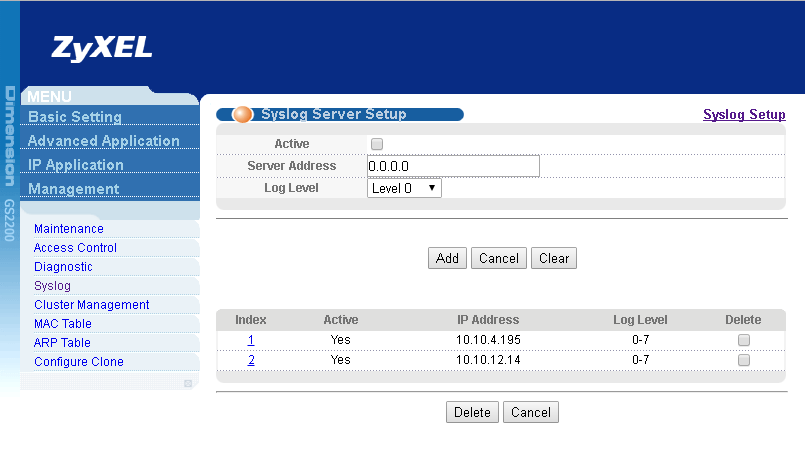 ZyXEL
Dimension
GS2200
MENU
Basic Setting
Advanced Application
IP Application
Management
Maintenance
Access Control
Diagnostic
Syslog
Cluster Management
MAC Table
ARP Table
Configure Clone
Syslog Server Setup Syslog Setup
Active
Server Address 0.0.0.0
Log Level Level 0
Add Cancel Clear
Index Active IP Address Log Level Delete
1 Yes 10.10.4.195 0-7
2 Yes 10.10.12.14 0-7
Delete Cancel